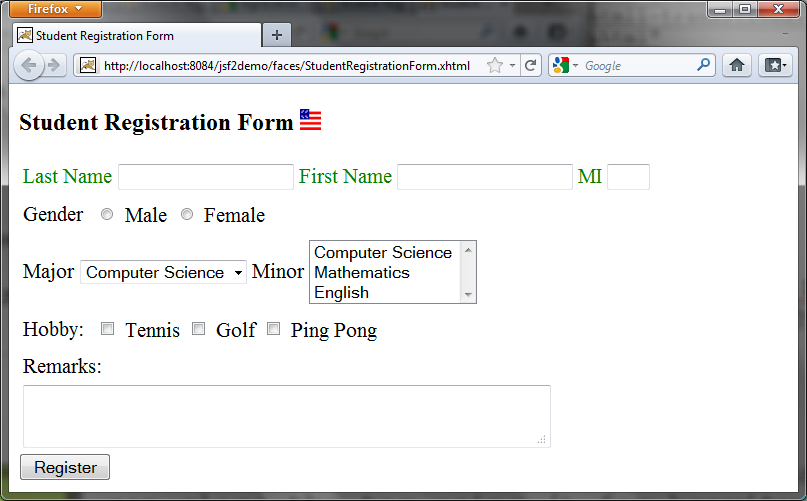 Firefox
Student Registration Form
http://localhost:8084/jsf2demo/faces/StudentRegistrationForm.xhtml
Google
Student Registration Form
Last Name First Name MI
Gender Male Female
Major Computer Science Minor Computer Science
Mathematics
English
Hobby: Tennis Golf Ping Pong
Remarks:
Register